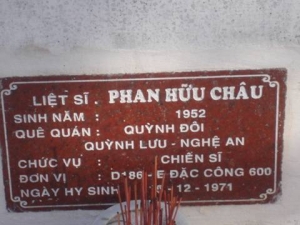 LIỆT SĨ . PHAN HỮU CHÂU
SINH NĂM : 1952
QUÊ QUÁN : QUỲNH ĐÔI
QUỲNH LƯU - NGHỆ AN
CHỨC VỤ : CHIẾN SĨ
ĐƠN VỊ : D186 - E ĐẶC CÔNG 600
NGÀY HY SINH - 12 - 1971